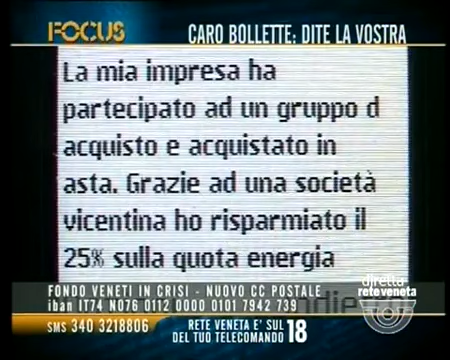 FOCUS
CARO BOLLETTE: DITE LA VOSTRA
La mia impresa ha
partecipato ad un gruppo d
acquisto e acquistato in
asta. Grazie ad una società
vicentina ho risparmiato il
25% sulla quota energia
diretta
reteveneta
FONDO VENETI IN CRISI - NUOVO CC POSTALE
iban IT74 N076 0112 0000 0101 7942 739
SMS 340 3218806
RETE VENETA E' SUL 18
DEL TUO TELECOMANDO